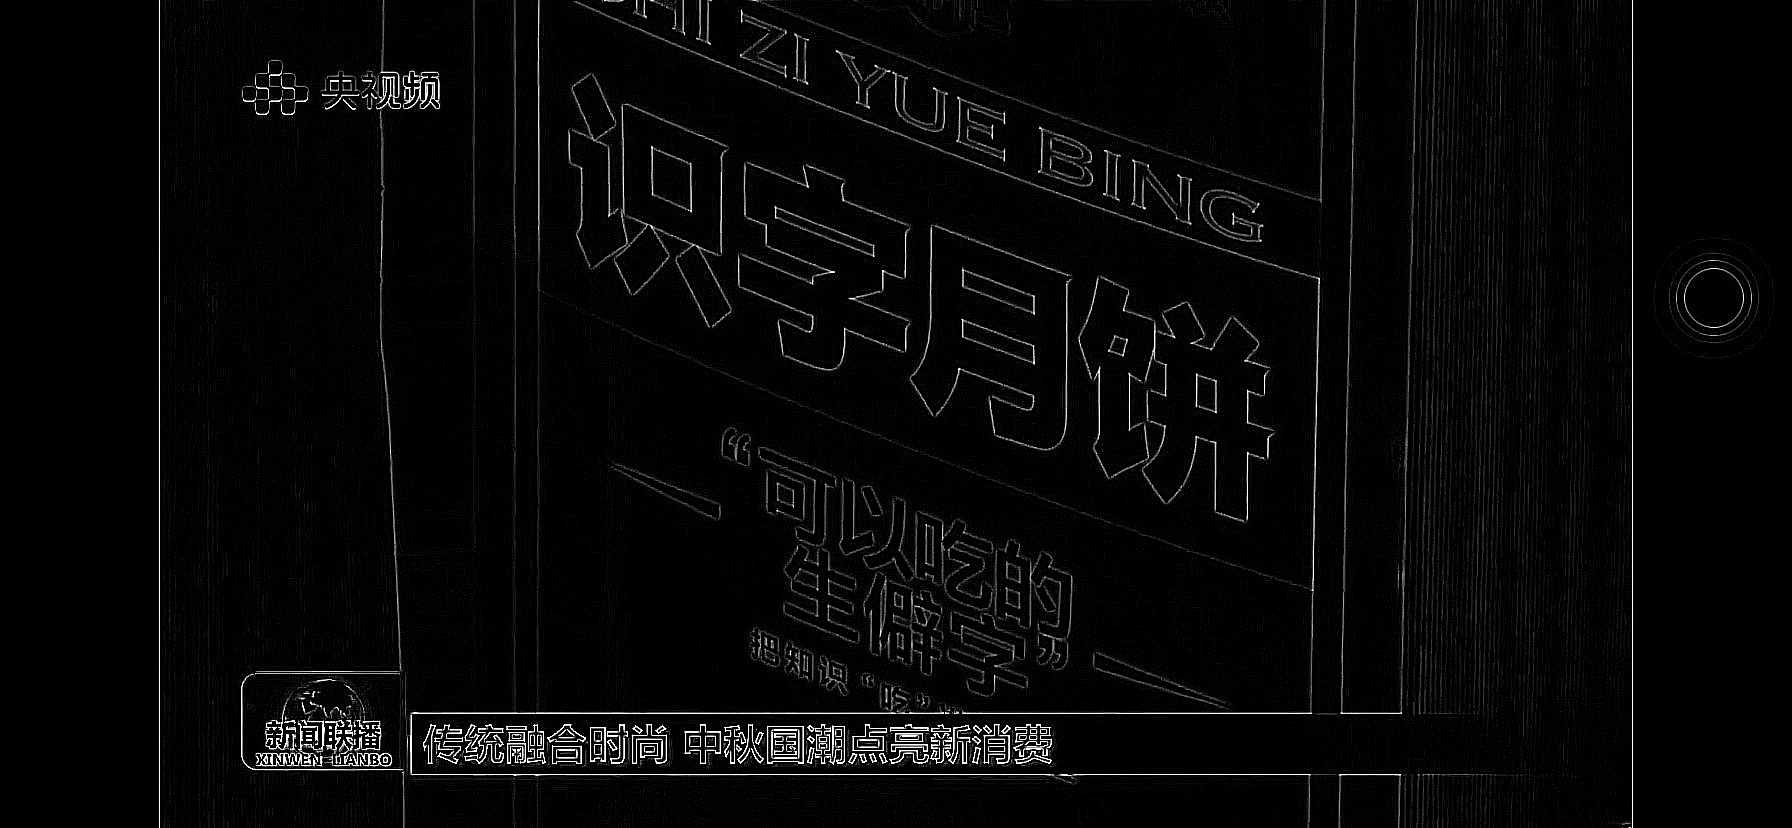 央视频
SHI ZI YUE BING
识字月饼
“可以吃的
生僻字”
把知识“吃”
新闻联播
XINWEN LIANBO
传统融合时尚 中秋国潮点亮新消费